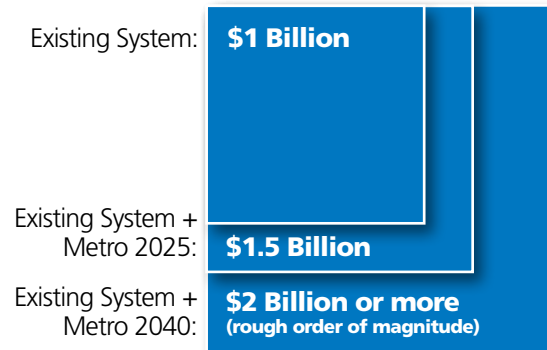 Existing System: $1 Billion
Existing System +
Metro 2025: $1.5 Billion
Existing System + $2 Billion or more
Metro 2040: (rough order of magnitude)